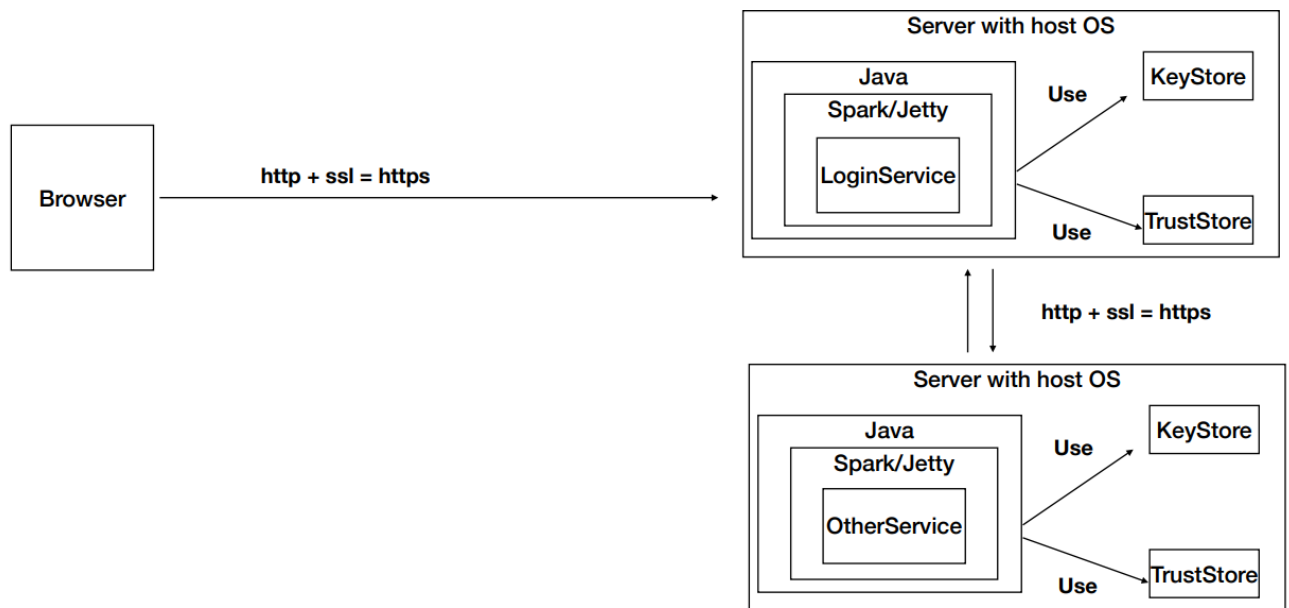 Server with host OS
Java
KeyStore
Use
Spark/Jetty
LoginService
Browser
http + ssl = https
TrustStore
Use
http + ssl = https
Server with host OS
Java
KeyStore
Use
Spark/Jetty
OtherService
TrustStore
Use